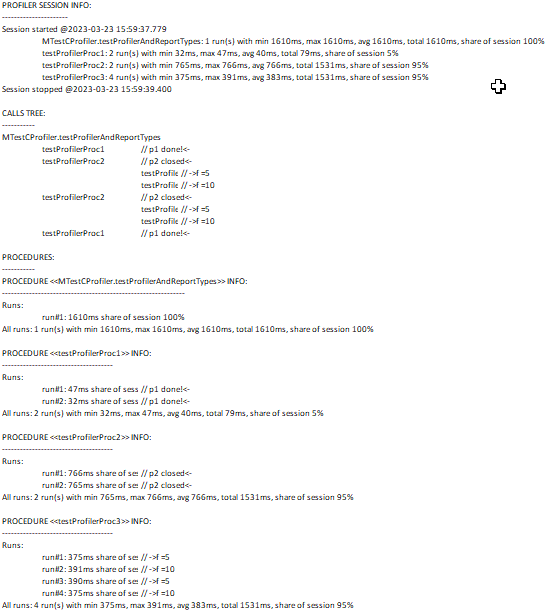 PROFILER SESSION INFO:
----------------------
Session started @2023-03-23 15:59:37.779
MTestCProfiler.testProfilerAndReportTypes: 1 run(s) with min 1610ms, max 1610ms, avg 1610ms, total 1610ms, share of session 100%
testProfilerProc1: 2 run(s) with min 32ms, max 47ms, avg 40ms, total 79ms, share of session 5%
testProfilerProc2: 2 run(s) with min 765ms, max 766ms, avg 766ms, total 1531ms, share of session 95%
testProfilerProc3: 4 run(s) with min 375ms, max 391ms, avg 383ms, total 1531ms, share of session 95%
Session stopped @2023-03-23 15:59:39.400
CALLS TREE:
-----------
MTestCProfiler.testProfilerAndReportTypes
testProfilerProc1 // p1 done!<-
testProfilerProc2 // p2 closed<-
testProfile // ->f =5
testProfile // ->f =10
testProfilerProc2 // p2 closed<-
testProfile // ->f =5
testProfile // ->f =10
testProfilerProc1 // p1 done!<-
PROCEDURES:
-----------
PROCEDURE <<MTestCProfiler.testProfilerAndReportTypes>> INFO:
-------------------------------------------------------------
Runs:
run#1: 1610ms share of session 100%
All runs: 1 run(s) with min 1610ms, max 1610ms, avg 1610ms, total 1610ms, share of session 100%
PROCEDURE <<testProfilerProc1>> INFO:
-------------------------------------
Runs:
run#1: 47ms share of sess // p1 done!<-
run#2: 32ms share of sess // p1 done!<-
All runs: 2 run(s) with min 32ms, max 47ms, avg 40ms, total 79ms, share of session 5%
PROCEDURE <<testProfilerProc2>> INFO:
-------------------------------------
Runs:
run#1: 766ms share of se: // p2 closed<-
run#2: 765ms share of se: // p2 closed<-
All runs: 2 run(s) with min 765ms, max 766ms, avg 766ms, total 1531ms, share of session 95%
PROCEDURE <<testProfilerProc3>> INFO:
-------------------------------------
Runs:
run#1: 375ms share of se: // ->f =5
run#2: 391ms share of se: // ->f =10
run#3: 390ms share of se: // ->f =5
run#4: 375ms share of se: // ->f =10
All runs: 4 run(s) with min 375ms, max 391ms, avg 383ms, total 1531ms, share of session 95%